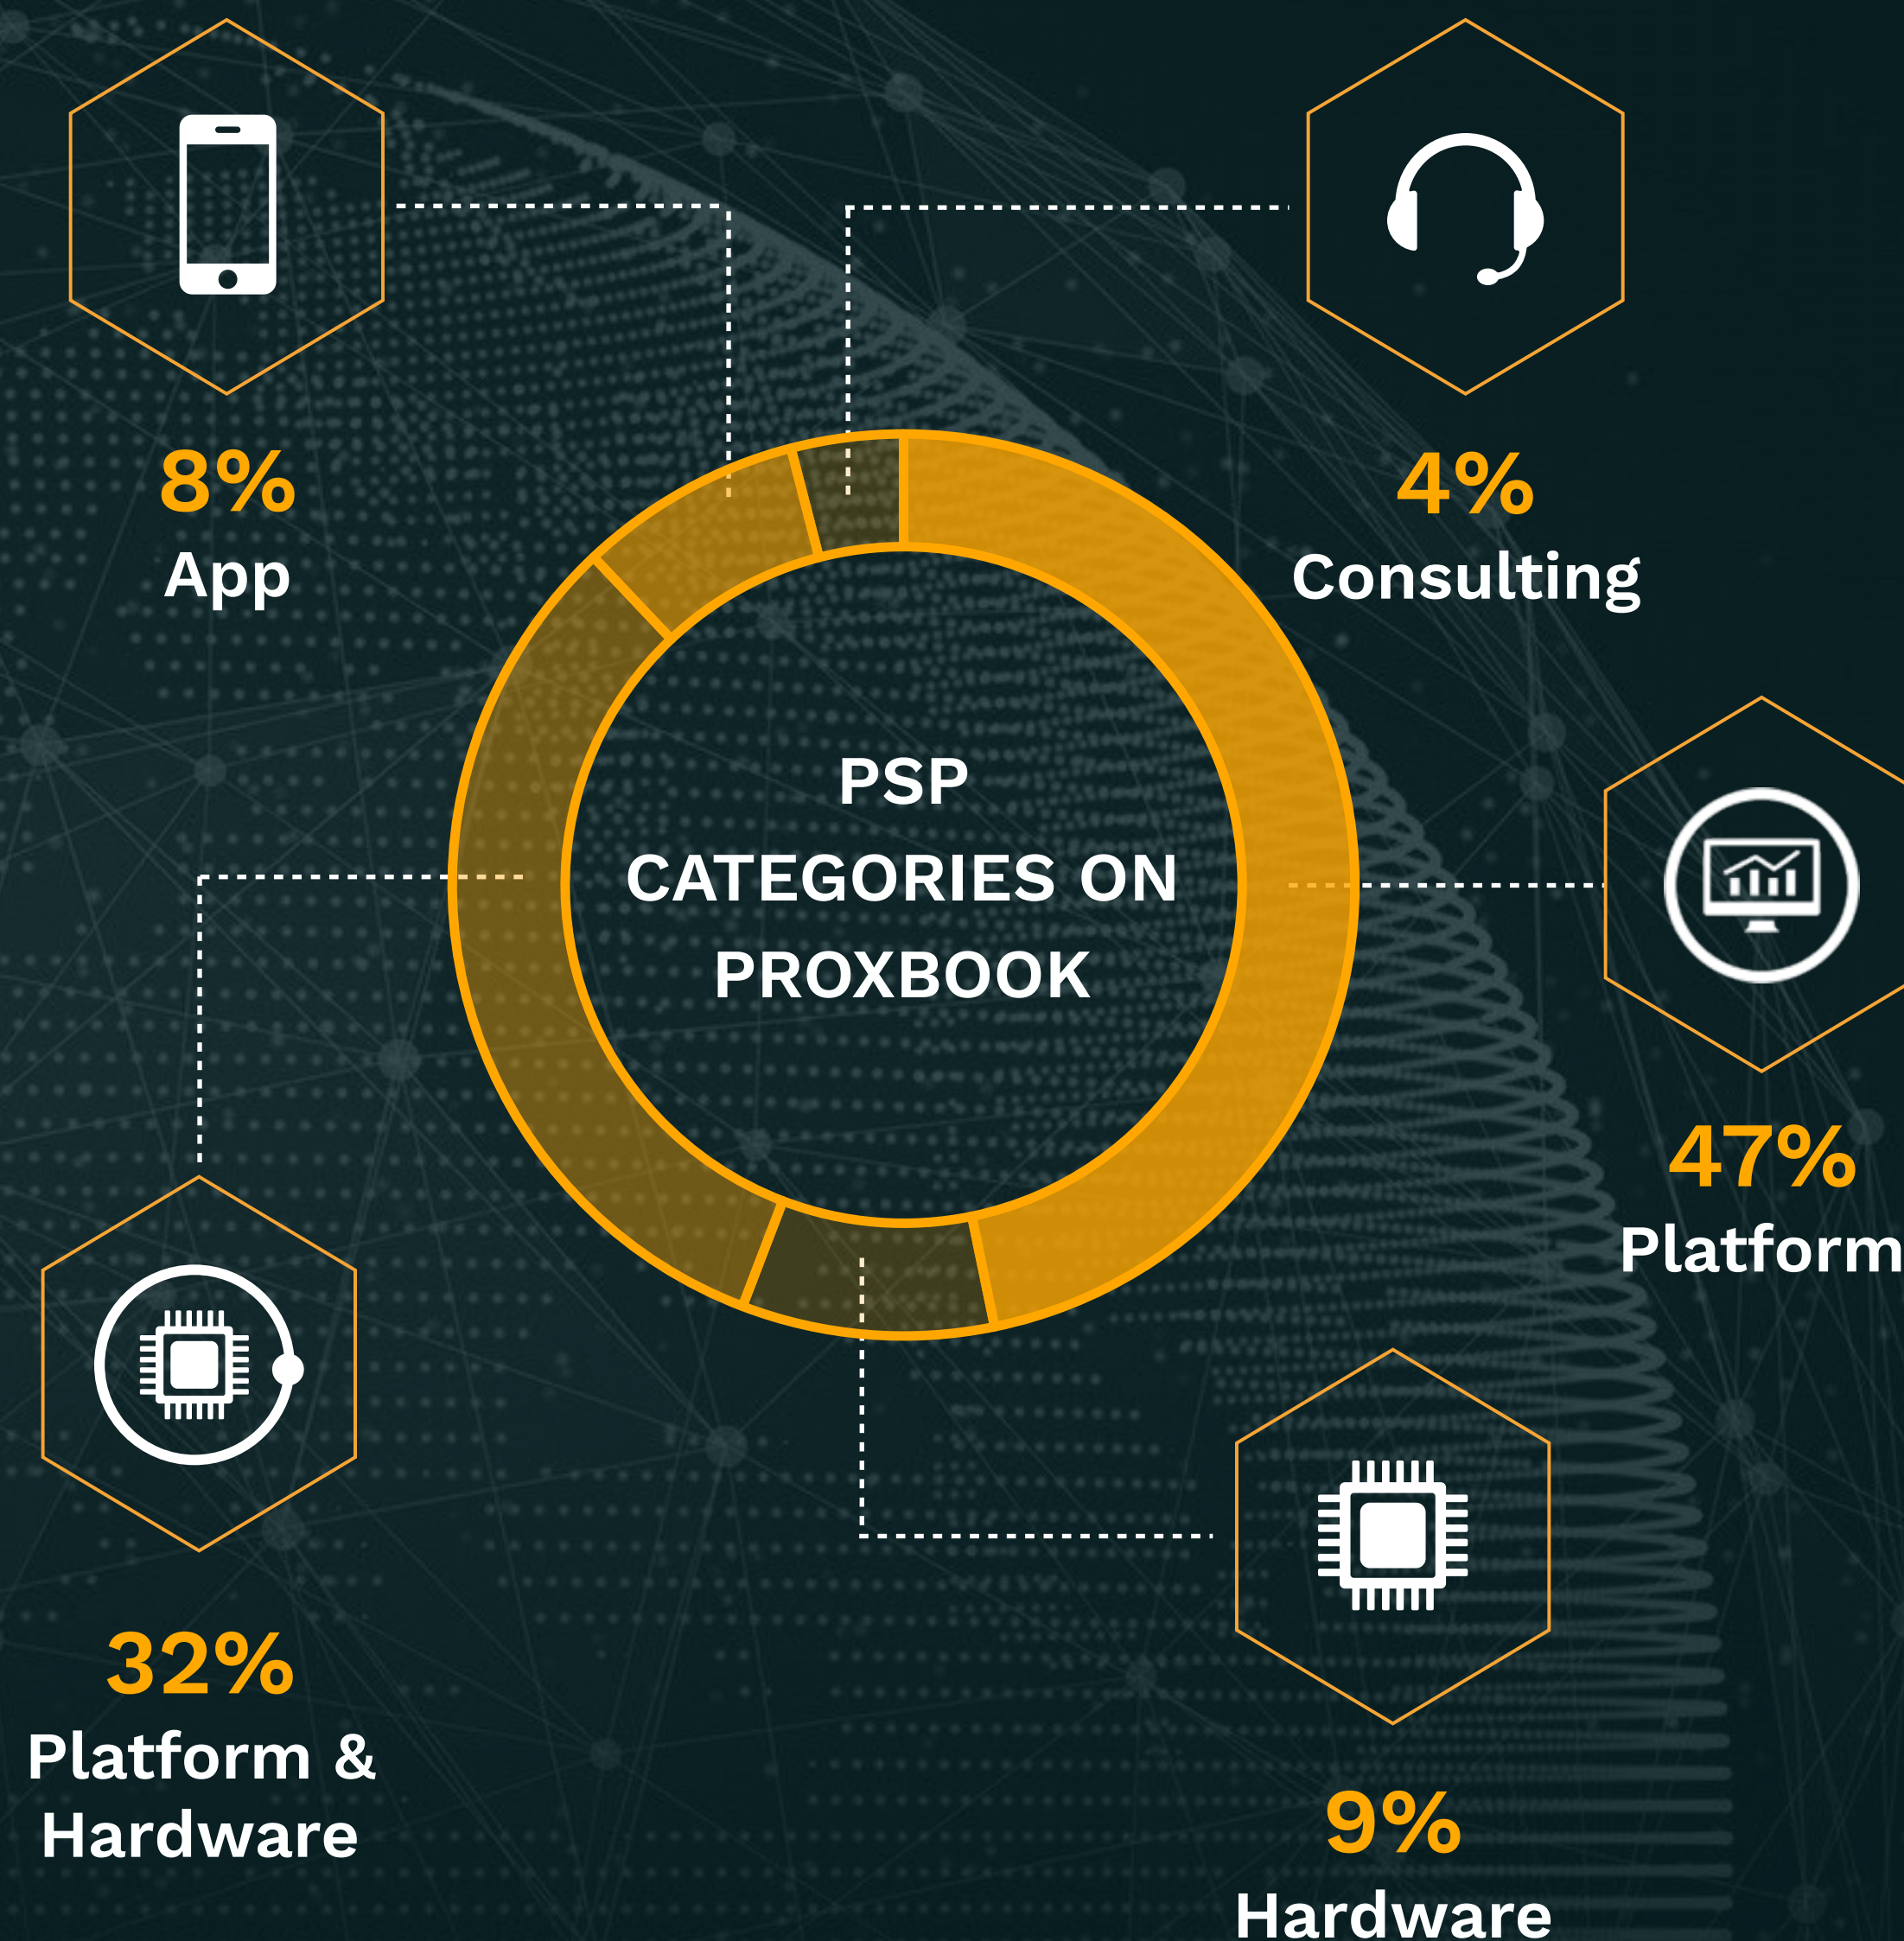 8%
App
4%
Consulting
PSP
CATEGORIES ON
PROXBOOK
47%
Platform
32%
Platform &
Hardware
9%
Hardware